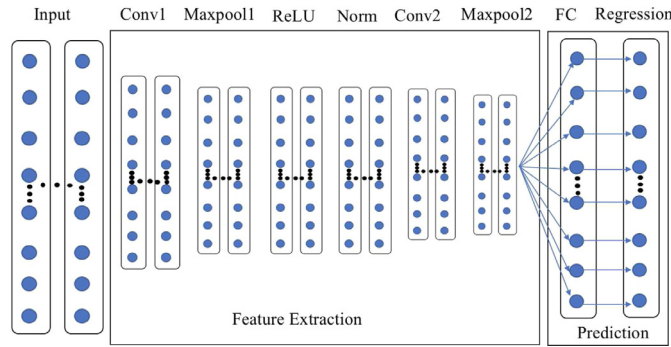 Input Conv1 Maxpool1 ReLU Norm Conv2 Maxpool2 FC Regression
Feature Extraction
Prediction